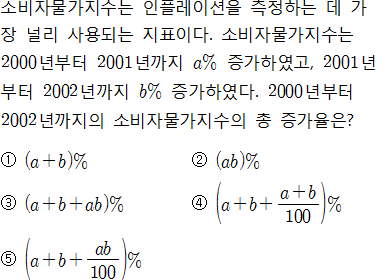 소비자물가지수는 인플레이션을 측정하는 데 가
장 널리 사용되는 지표이다. 소비자물가지수는
2000년부터 2001년까지 a% 증가하였고, 2001년
부터 2002년까지 b% 증가하였다. 2000년부터
2002년까지의 소비자물가지수의 총 증가율은?
① (a+b)% ② (ab)%
③ (a+b+ab)% ④ (a+b+\frac{a+b}{100})%
⑤ (a+b+\frac{ab}{100})%